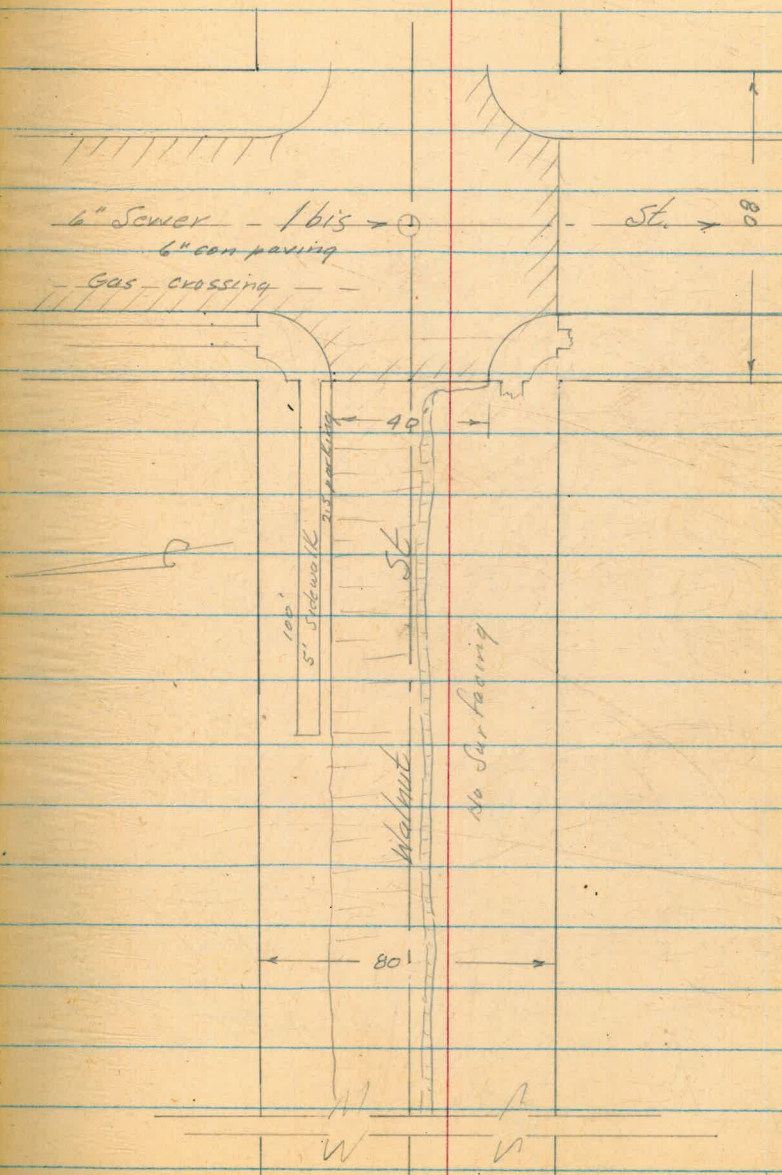 6" Sewer - Ibis St.
6" con paving
Gas crossing
80
40
2.5 parking
100'
5' Sidewalk
Walnut St
No Surfacing
80'